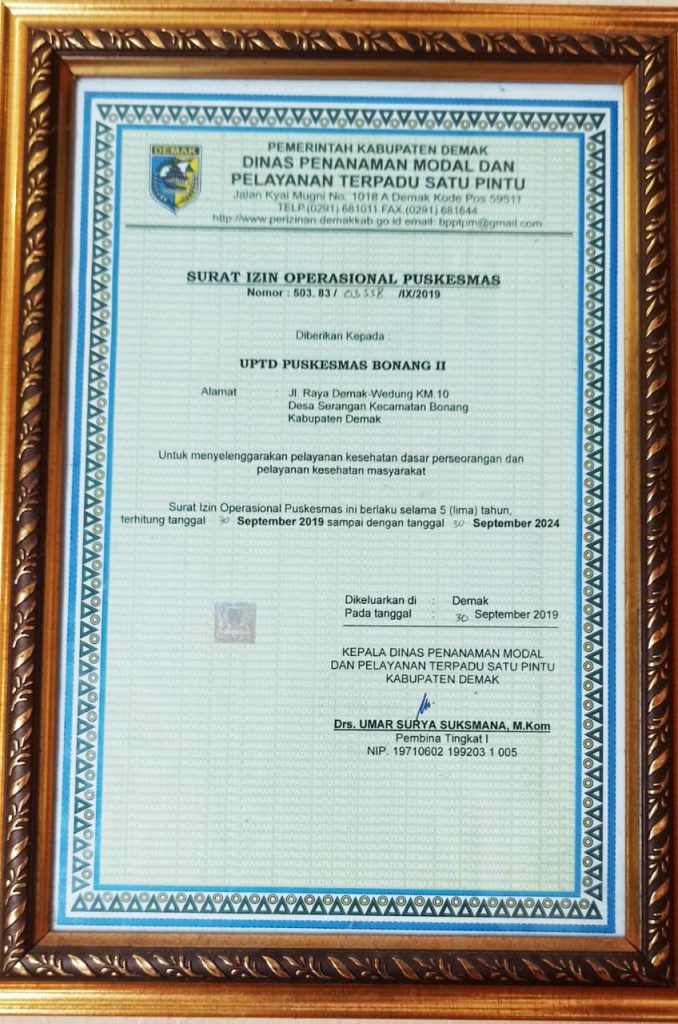 DEMAK
PEMERINTAH KABUPATEN DEMAK
DINAS PENANAMAN MODAL DAN
PELAYANAN TERPADU SATU PINTU
Jalan Kyai Mugni No. 1018 A Demak Kode Pos 59511
TELP.(0291) 681011 FAX.(0291) 681644
http://www.perizinan.demakkab.go.id email: bpptpm@gmail.com
SURAT IZIN OPERASIONAL PUSKESMAS
Nomor : 503. 83 / 03558 /IX/2019
Diberikan Kepada :
UPTD PUSKESMAS BONANG II
Alamat : Jl. Raya Demak-Wedung KM.10
Desa Serangan Kecamatan Bonang
Kabupaten Demak
Untuk menyelenggarakan pelayanan kesehatan dasar perseorangan dan
pelayanan kesehatan masyarakat
Surat Izin Operasional Puskesmas ini berlaku selama 5 (lima) tahun,
terhitung tanggal 30 September 2019 sampai dengan tanggal 30 September 2024
Dikeluarkan di : Demak
Pada tanggal : 30 September 2019
KEPALA DINAS PENANAMAN MODAL
DAN PELAYANAN TERPADU SATU PINTU
KABUPATEN DEMAK
Drs. UMAR SURYA SUKSMANA, M.Kom
Pembina Tingkat I
NIP. 19710602 199203 1 005